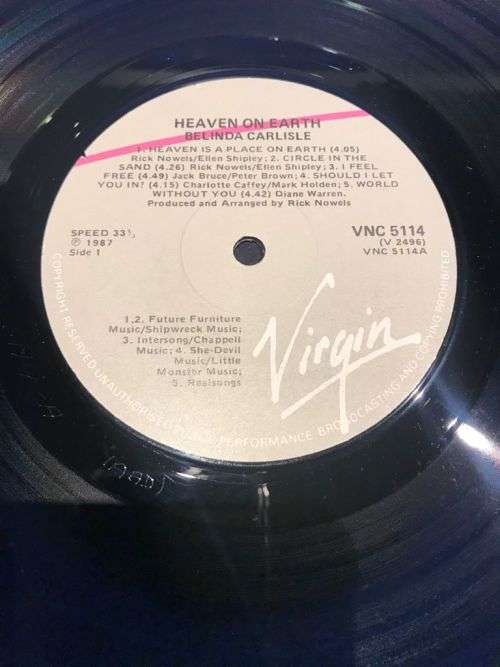 HEAVEN ON EARTH
BELINDA CARLISLE
1. HEAVEN IS A PLACE ON EARTH (4.05)
Rick Nowels/Ellen Shipley; 2. CIRCLE IN THE
SAND (4.26) Rick Nowels/Ellen Shipley; 3. I FEEL
FREE (4.49) Jack Bruce/Peter Brown; 4. SHOULD I LET
YOU IN? (4.15) Charlotte Caffey/Mark Holden; 5. WORLD
WITHOUT YOU (4.42) Diane Warren.
Produced and Arranged by Rick Nowels
SPEED 33⅓
℗ 1987
Side 1
VNC 5114
(V 2496)
VNC 5114A
1,2. Future Furniture
Music/Shipwreck Music;
3. Intersong/Chappell
Music; 4. She-Devil
Music/Little
Monster Music;
5. Realsongs
Virgin
COPYRIGHT RESERVED UNAUTHORISED PERFORMANCE BROADCASTING AND COPYING PROHIBITED